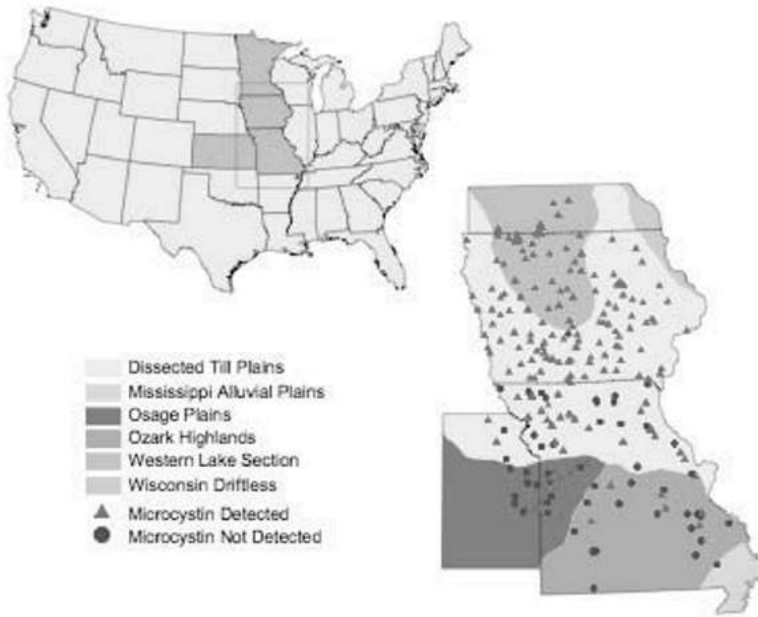 Dissected Till Plains
Mississippi Alluvial Plains
Osage Plains
Ozark Highlands
Western Lake Section
Wisconsin Driftless
Microcystin Detected
Microcystin Not Detected